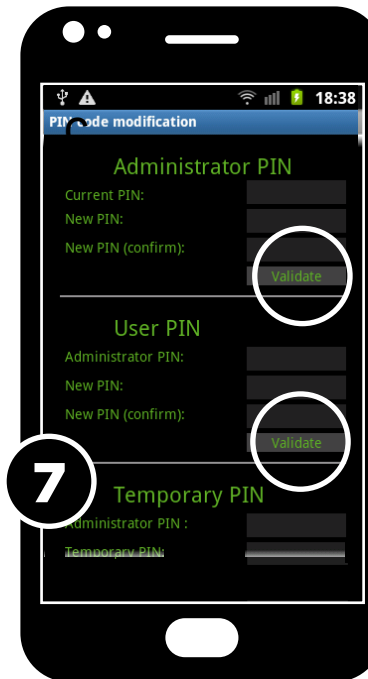 18:38
PIN code modification
Administrator PIN
Current PIN:
New PIN:
New PIN (confirm):
Validate
User PIN
Administrator PIN:
New PIN:
New PIN (confirm):
Validate
7
Temporary PIN
Administrator PIN :
Temporary PIN: